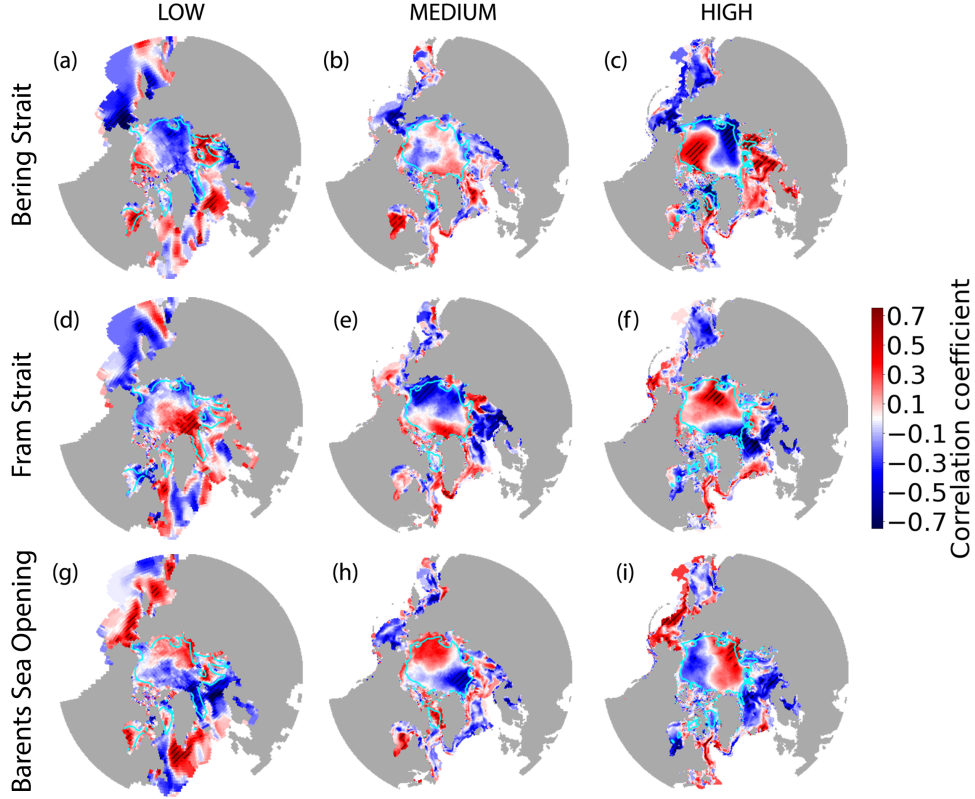 LOW MEDIUM HIGH
Bering Strait
(a) (b) (c)
Fram Strait
(d) (e) (f)
Barents Sea Opening
(g) (h) (i)
0.7
0.5
0.3
0.1
−0.1
−0.3
−0.5
−0.7
Correlation coefficient